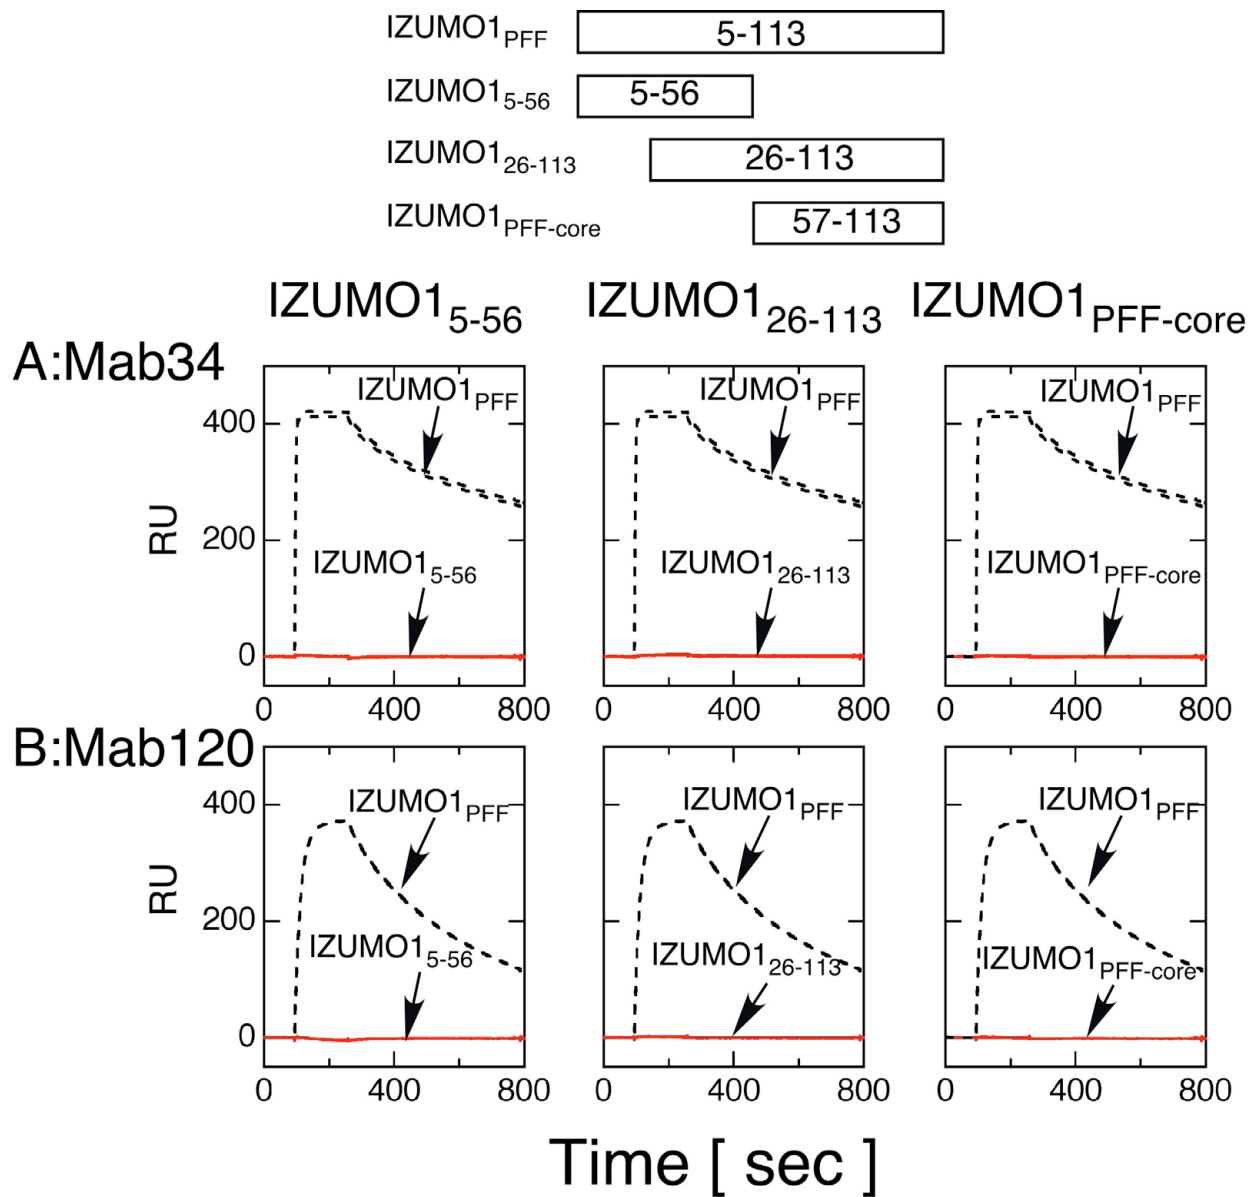 IZUMO1PFF 5-113
IZUMO15-56 5-56
IZUMO126-113 26-113
IZUMO1PFF-core 57-113
IZUMO15-56 IZUMO126-113 IZUMO1PFF-core
A:Mab34
IZUMO1PFF IZUMO1PFF IZUMO1PFF
400
RU
200
IZUMO15-56 IZUMO126-113 IZUMO1PFF-core
0
0 400 800 0 400 800 0 400 800
B:Mab120
IZUMO1PFF IZUMO1PFF IZUMO1PFF
400
RU
200
IZUMO15-56 IZUMO126-113 IZUMO1PFF-core
0
0 400 800 0 400 800 0 400 800
Time [ sec ]